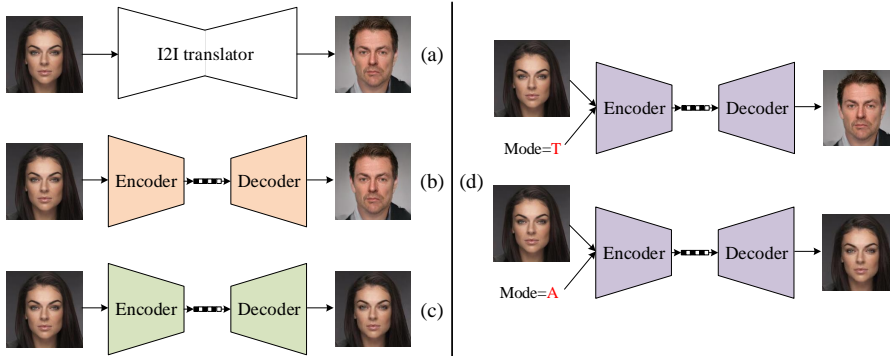 I2I translator
(a)
Encoder
Decoder
(b)
Encoder
Decoder
(c)
(d)
Encoder
Decoder
Mode=T
Encoder
Decoder
Mode=A